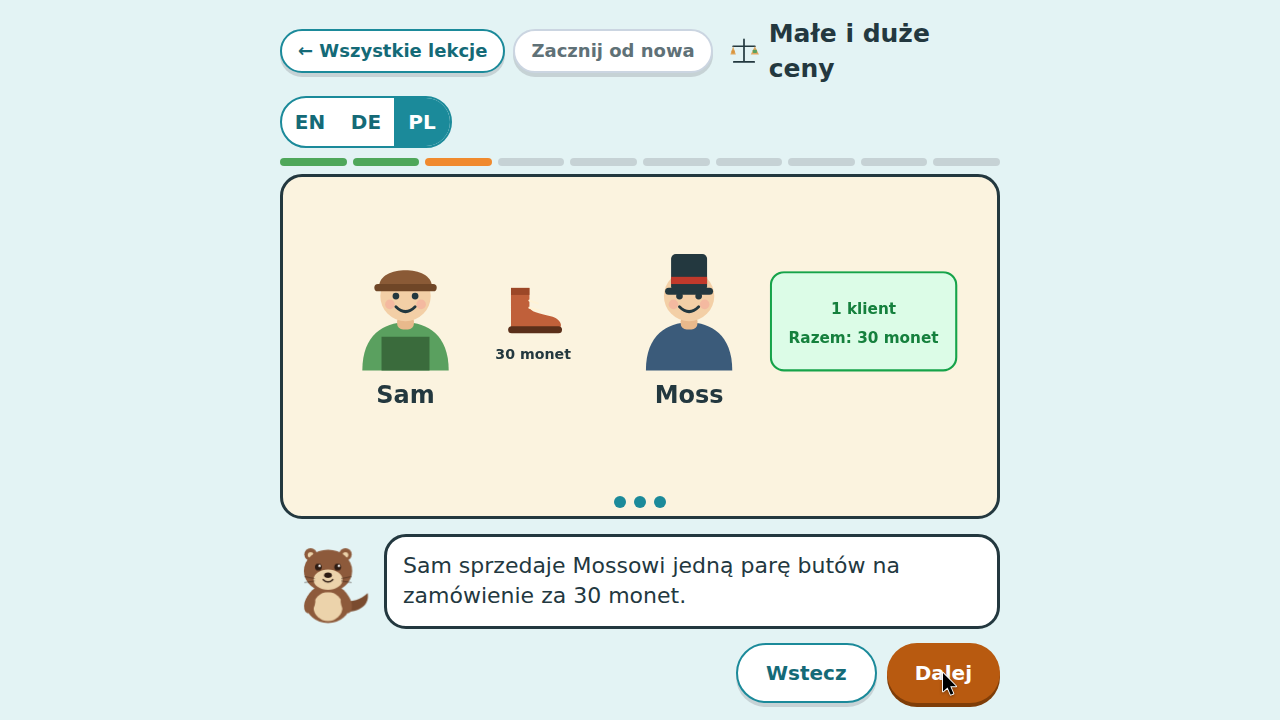 ← Wszystkie lekcje
Zacznij od nowa
Małe i duże
ceny
EN DE PL
30 monet
Sam
Moss
1 klient
Razem: 30 monet
Sam sprzedaje Mossowi jedną parę butów na
zamówienie za 30 monet.
Wstecz
Dalej